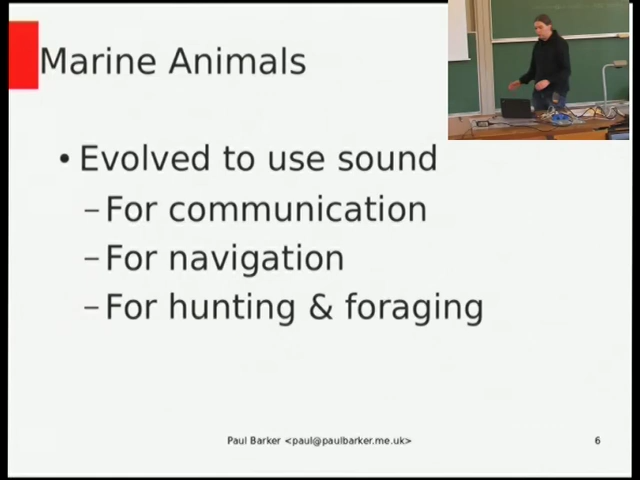 Marine Animals
• Evolved to use sound
– For communication
– For navigation
– For hunting & foraging
Paul Barker <paul@paulbarker.me.uk>
6